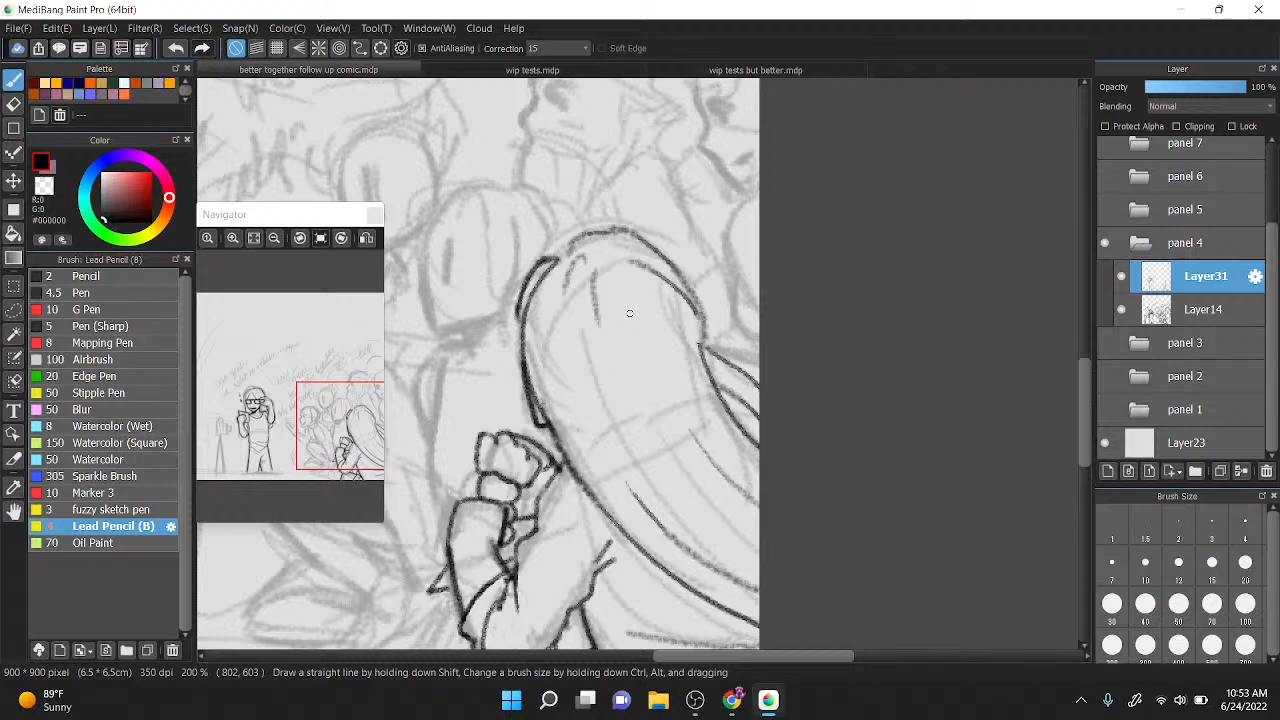 MediBang Paint Pro (64bit)
File(F) Edit(E) Layer(L) Filter(R) Select(S) Snap(N) Color(C) View(V) Tool(T) Window(W) Cloud Help
AntiAliasing Correction 15 Soft Edge
Palette
better together follow up comic.mdp wip tests.mdp wip tests but better.mdp
Layer
Opacity 100 %
Blending Normal
Protect Alpha Clipping Lock
---
Color
R:0
G:0
#000000
Navigator
Brush: Lead Pencil (B)
2 Pencil
4.5 Pen
10 G Pen
5 Pen (Sharp)
8 Mapping Pen
100 Airbrush
20 Edge Pen
50 Stipple Pen
50 Blur
8 Watercolor (Wet)
150 Watercolor (Square)
50 Watercolor
305 Sparkle Brush
10 Marker 3
3 fuzzy sketch pen
Lead Pencil (B)
70 Oil Paint
panel 7
panel 6
panel 5
panel 4
Layer31
Layer14
panel 3
panel 2
panel 1
Layer23
Brush Size
1 1.5 2 3 4
5 7 10 12 15
20 30 40 50 70
100 150 200 300 500
900 * 900 pixel (6.5 * 6.5cm) 350 dpi 200 % ( 802, 603 ) Draw a straight line by holding down Shift, Change a brush size by holding down Ctrl, Alt, and dragging
89°F
Sunny
10:53 AM
6/24/2022